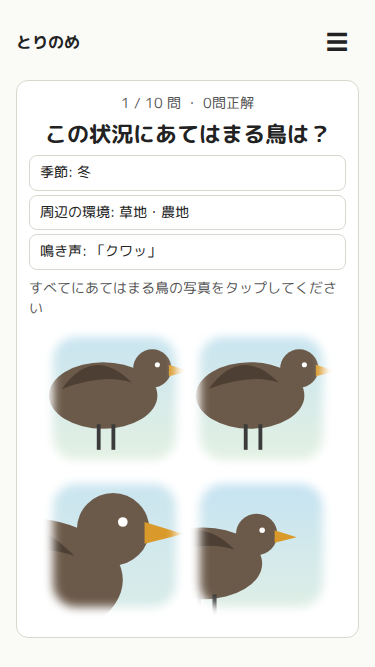 とりのめ
1 / 10 問 ・ 0問正解
この状況にあてはまる鳥は？
季節: 冬
周辺の環境: 草地・農地
鳴き声: 「クワッ」
すべてにあてはまる鳥の写真をタップしてくださ
い